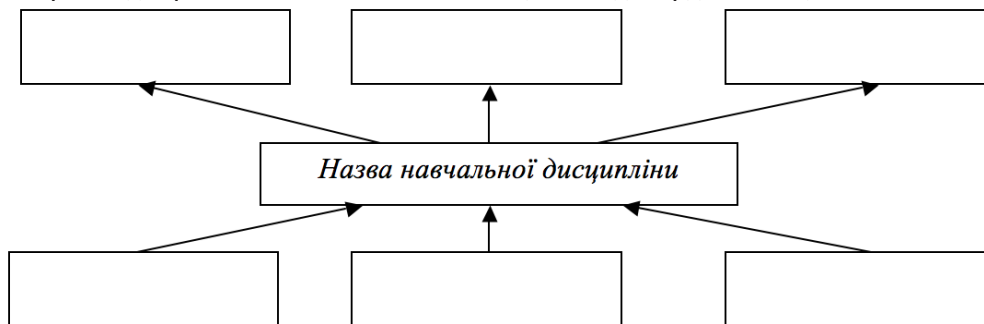 Назва навчальної дисципліни